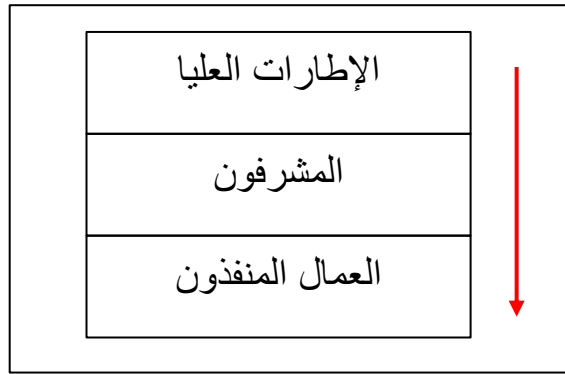 الإطارات العليا
المشرفون
العمال المنفذون